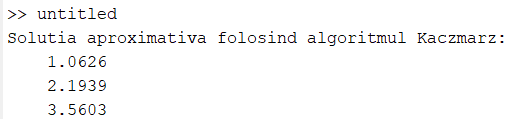 >> untitled
Solutia aproximativa folosind algoritmul Kaczmarz:
1.0626
2.1939
3.5603